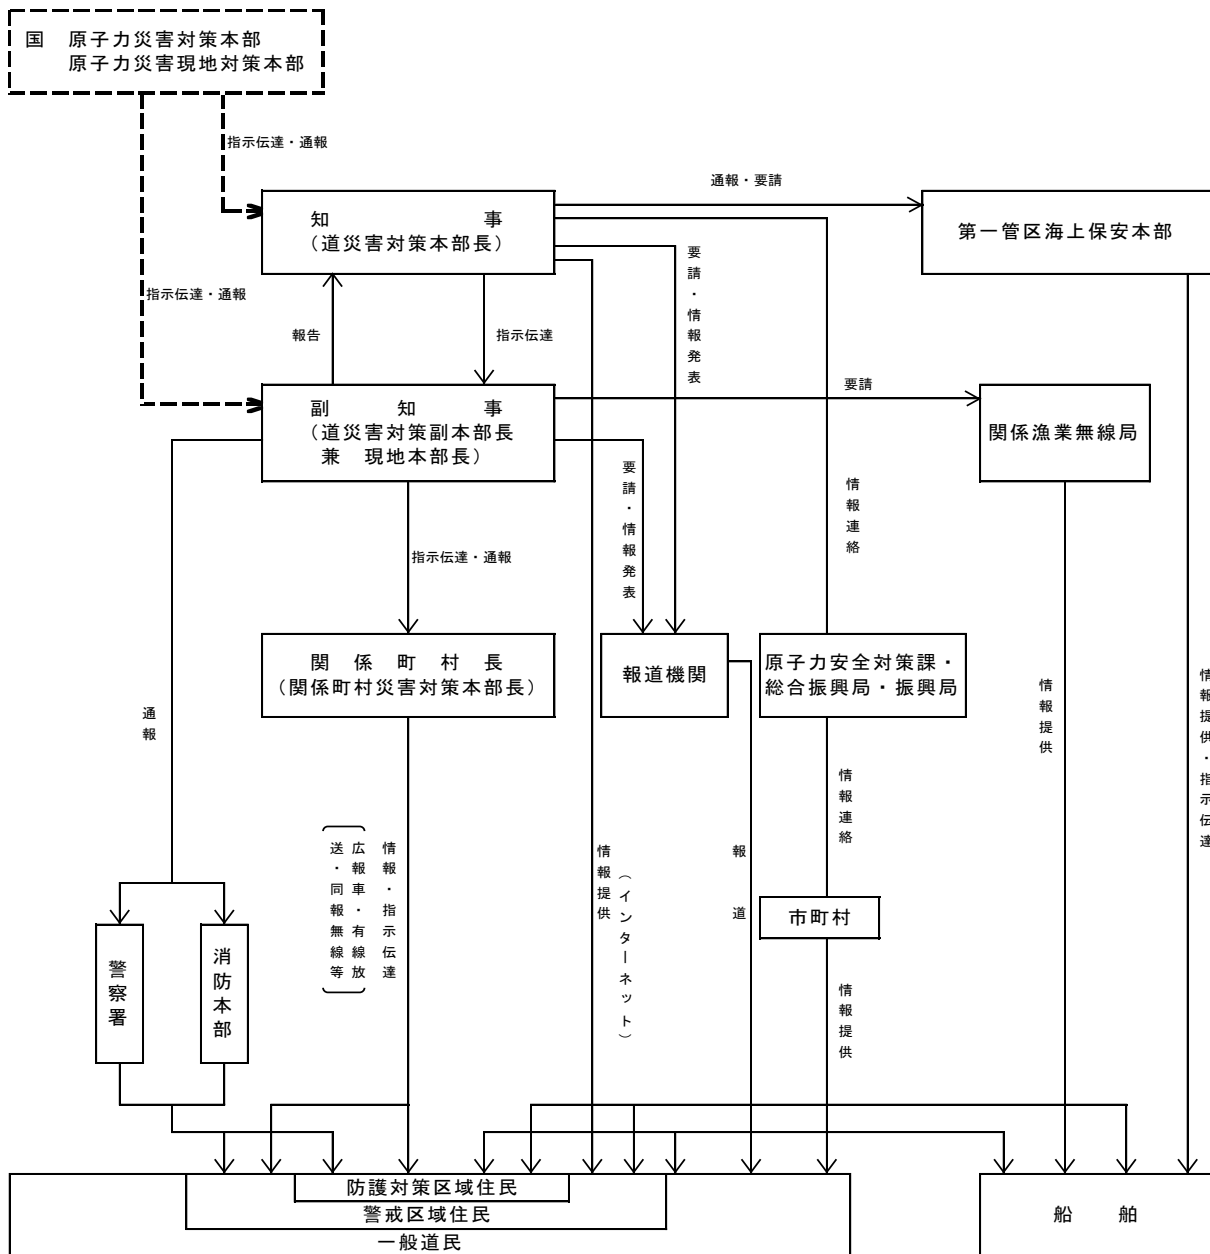 国　原子力災害対策本部
原子力災害現地対策本部
指示伝達・通報
通報・要請
知　　　事
（道災害対策本部長）
第一管区海上保安本部
指示伝達・通報
報告
指示伝達
要請・情報発表
要請
副　知　事
（道災害対策副本部長
兼　現地本部長）
関係漁業無線局
要請・情報発表
情報連絡
指示伝達・通報
関　係　町　村　長
（関係町村災害対策本部長）
報道機関
原子力安全対策課・
総合振興局・振興局
通報
情報提供
情報提供・指示伝達
情報連絡
情報・指示伝達
広報車・有線放
送・同報無線等
情報提供
（インターネット）
報道
市町村
警察署
消防本部
情報提供
防護対策区域住民
警戒区域住民
一般道民
船　舶